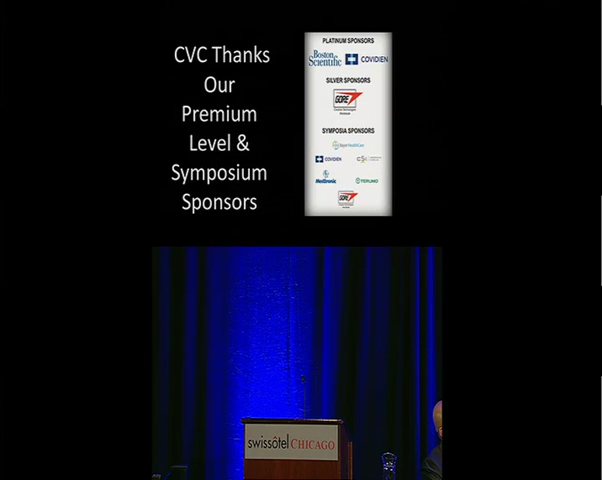 CVC Thanks
Our
Premium
Level &
Symposium
Sponsors
PLATINUM SPONSORS
Boston
Scientific
COVIDIEN
SILVER SPONSORS
GORE
SYMPOSIA SPONSORS
COVIDIEN
Medtronic
TERUMO
GORE
swissôtel CHICAGO